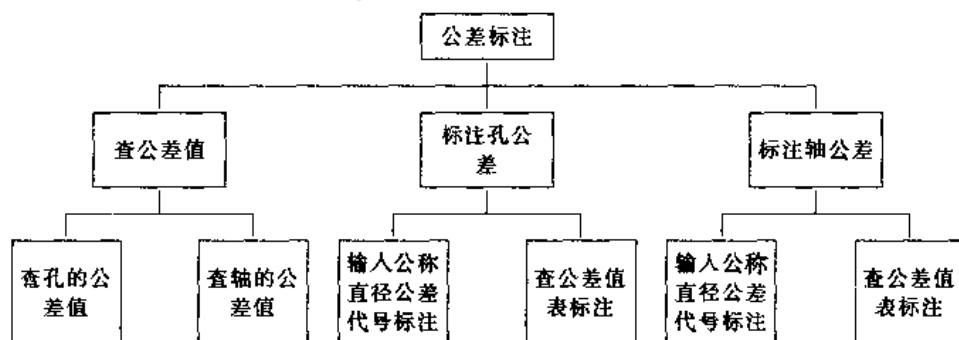 公差标注
查公差值
标注孔公
差
标注轴公差
查孔的公
差值
查轴的公
差值
输人公称
直径公差
代号标注
查公差值
表标注
输人公称
直径公差
代号标注
查公差值
表标注